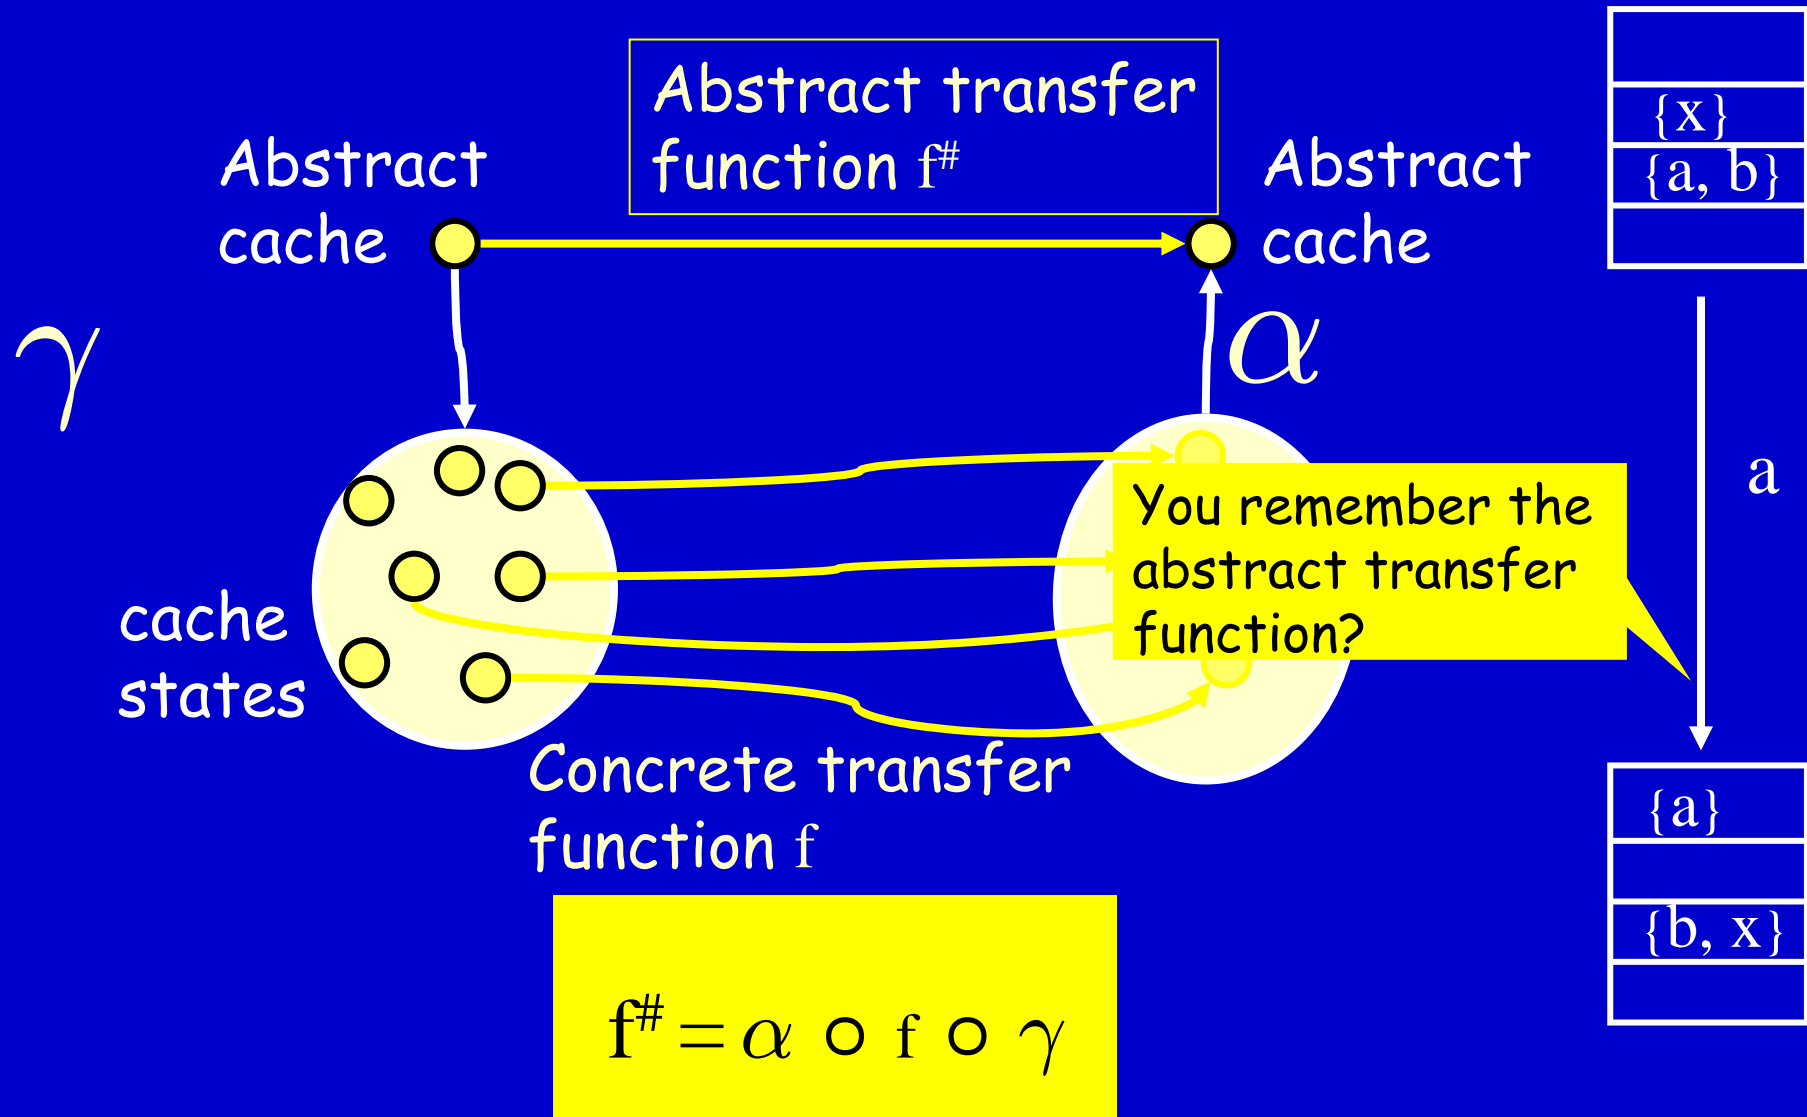 Abstract transfer
function f#
Abstract
cache
Abstract
cache
{x}
{a, b}
γ
α
a
You remember the
abstract transfer
function?
cache
states
Concrete transfer
function f
{a}
{b, x}
f# = α ○ f ○ γ